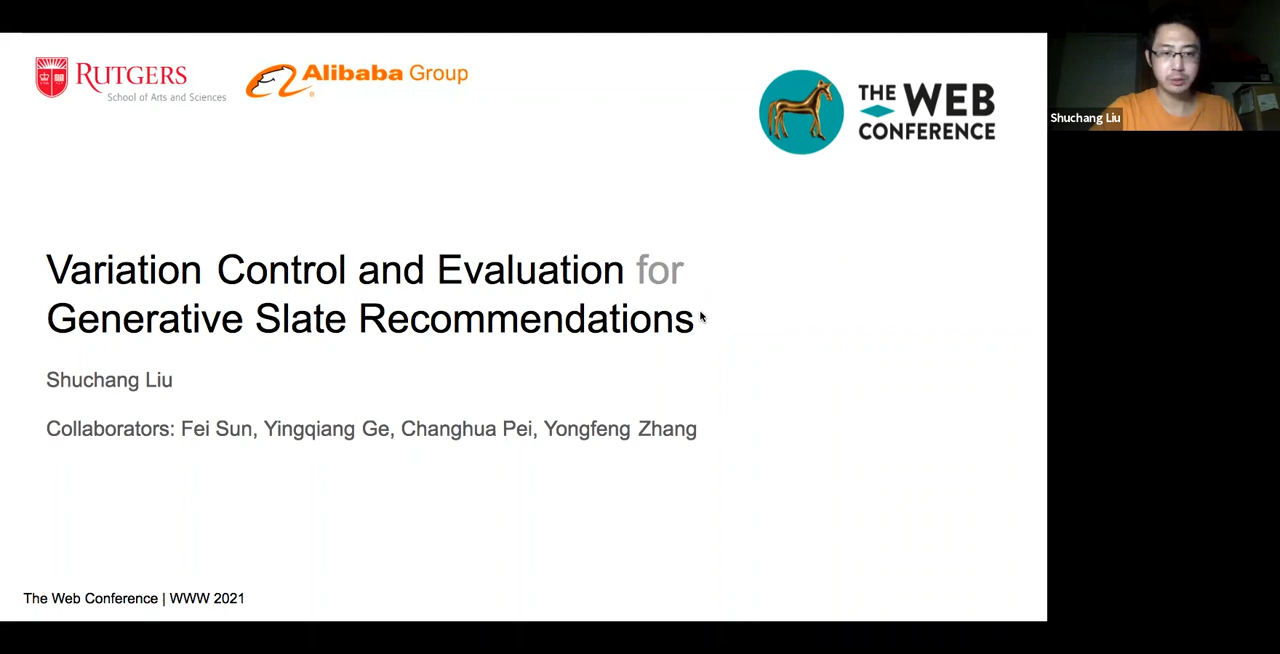 RUTGERS
School of Arts and Sciences
Alibaba Group
THE WEB
CONFERENCE
Shuchang Liu
Variation Control and Evaluation for
Generative Slate Recommendations
Shuchang Liu
Collaborators: Fei Sun, Yingqiang Ge, Changhua Pei, Yongfeng Zhang
The Web Conference | WWW 2021